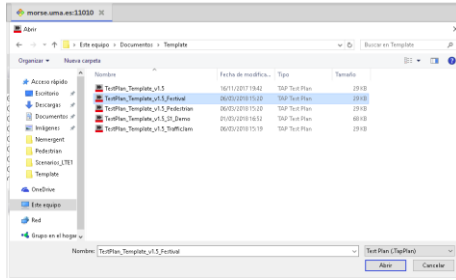 morse.uma.es:11010
Abrir
Este equipo > Documentos > Template
Buscar en Template
Organizar Nueva carpeta
Nombre Fecha de modifica... Tipo Tamaño
Acceso rápido
Escritorio
Descargas
Documentos
Imágenes
Nemergent
Pedestrian
Scenarios_LTE1
Template
OneDrive
Este equipo
Red
Grupo en el hogar
TestPlan_Template_v1.5 16/11/2017 19:42 TAP Test Plan 29 KB
TestPlan_Template_v1.5_Festival 06/03/2018 15:20 TAP Test Plan 29 KB
TestPlan_Template_v1.5_Pedestrian 06/03/2018 15:20 TAP Test Plan 29 KB
TestPlan_Template_v1.5_S1_Demo 01/03/2018 16:52 TAP Test Plan 60 KB
TestPlan_Template_v1.5_TrafficJam 06/03/2018 15:19 TAP Test Plan 29 KB
Nombre: TestPlan_Template_v1.5_Festival
Test Plan (.TapPlan)
Abrir Cancelar